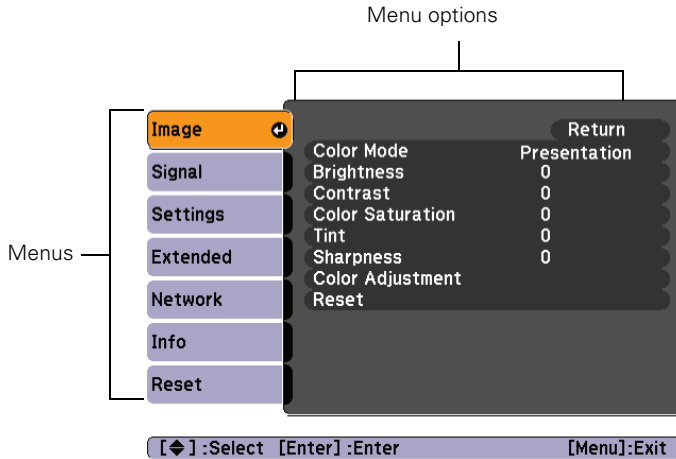 Menu options
Menus
Image
Signal
Settings
Extended
Network
Info
Reset
Return
Color Mode Presentation
Brightness 0
Contrast 0
Color Saturation 0
Tint 0
Sharpness 0
Color Adjustment
Reset
[◆] :Select [Enter] :Enter [Menu]:Exit